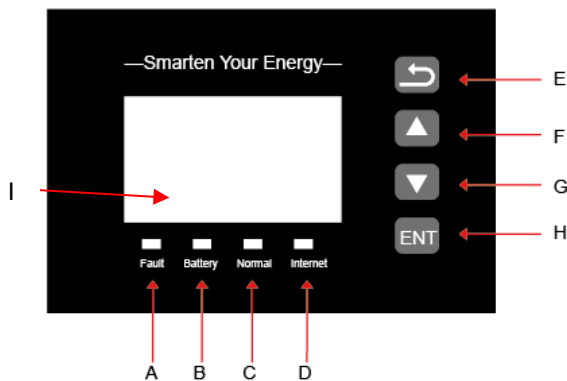 —Smarten Your Energy—
E
F
I
G
ENT
H
Fault Battery Normal Internet
A B C D